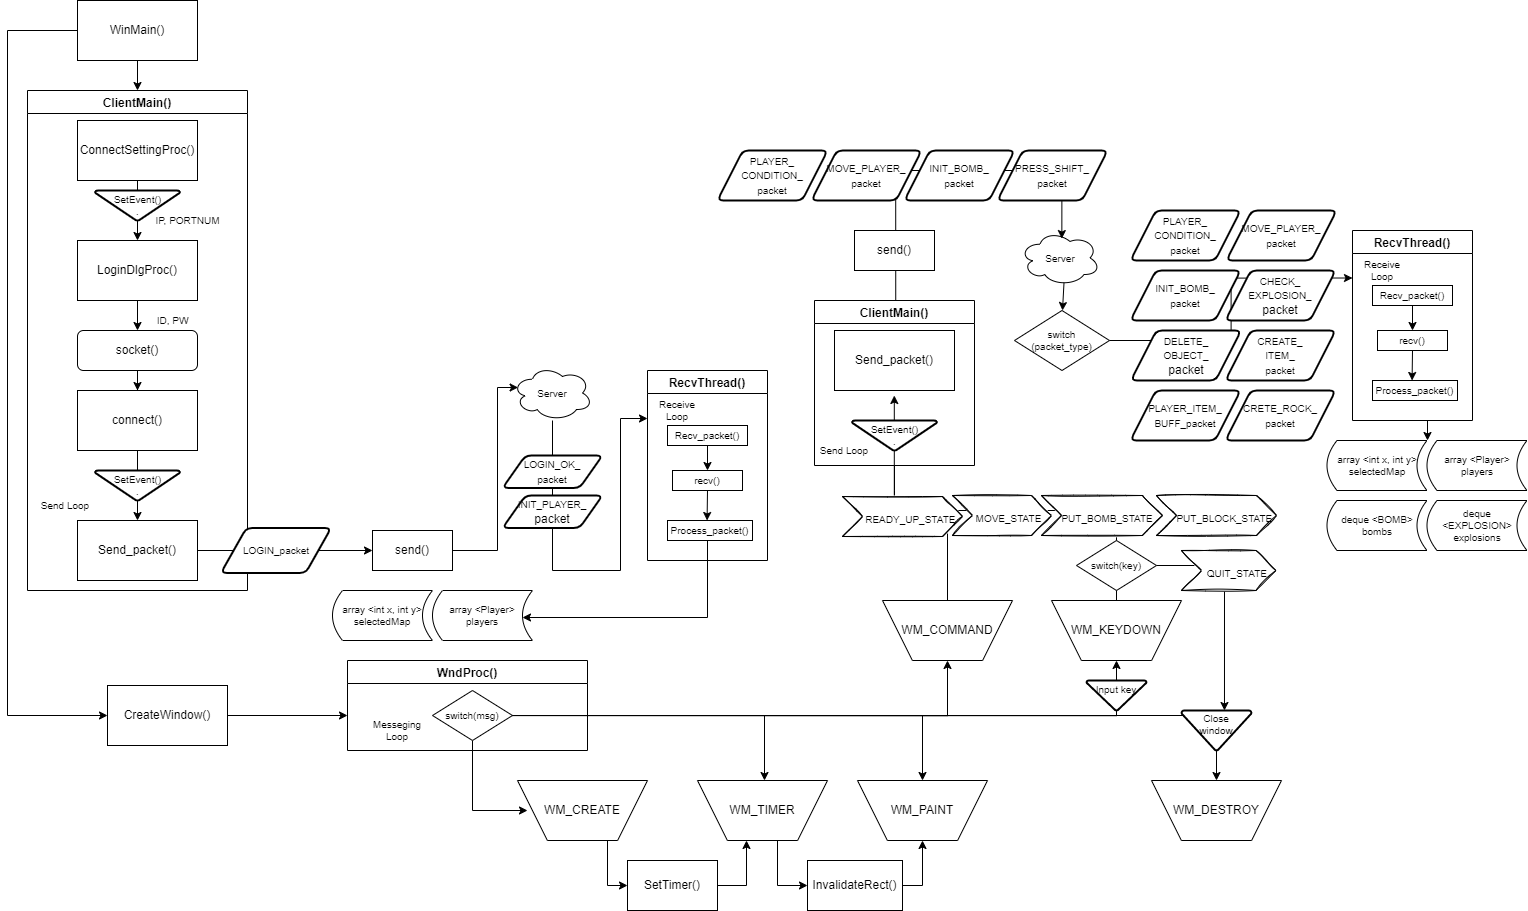 WinMain()
ClientMain()
ConnectSettingProc()
SetEvent()
IP, PORTNUM
LoginDlgProc()
ID, PW
socket()
connect()
SetEvent()
Send Loop
Send_packet()
LOGIN_packet
send()
Server
LOGIN_OK_
packet
INIT_PLAYER_
packet
RecvThread()
Receive
Loop
Recv_packet()
recv()
Process_packet()
array <int x, int y>
selectedMap
array <Player>
players
CreateWindow()
WndProc()
Messeging
Loop
switch(msg)
WM_CREATE
SetTimer()
WM_TIMER
InvalidateRect()
WM_PAINT
WM_COMMAND
WM_KEYDOWN
Input key
Close
window
WM_DESTROY
switch(key)
QUIT_STATE
READY_UP_STATE
MOVE_STATE
PUT_BOMB_STATE
PUT_BLOCK_STATE
ClientMain()
Send_packet()
SetEvent()
Send Loop
send()
PLAYER_
CONDITION_
packet
MOVE_PLAYER_
packet
INIT_BOMB_
packet
PRESS_SHIFT_
packet
Server
switch
(packet_type)
PLAYER_
CONDITION_
packet
MOVE_PLAYER_
packet
INIT_BOMB_
packet
CHECK_
EXPLOSION_
packet
DELETE_
OBJECT_
packet
CREATE_
ITEM_
packet
PLAYER_ITEM_
BUFF_packet
CRETE_ROCK_
packet
RecvThread()
Receive
Loop
Recv_packet()
recv()
Process_packet()
array <int x, int y>
selectedMap
array <Player>
players
deque <BOMB>
bombs
deque
<EXPLOSION>
explosions